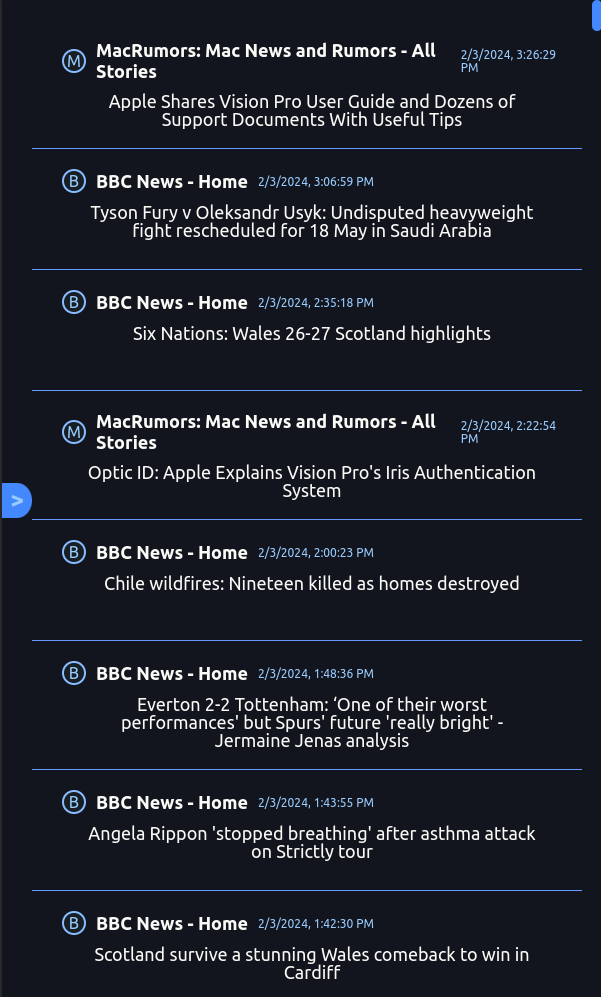 M MacRumors: Mac News and Rumors - All
Stories
2/3/2024, 3:26:29
PM
Apple Shares Vision Pro User Guide and Dozens of
Support Documents With Useful Tips
B BBC News - Home 2/3/2024, 3:06:59 PM
Tyson Fury v Oleksandr Usyk: Undisputed heavyweight
fight rescheduled for 18 May in Saudi Arabia
B BBC News - Home 2/3/2024, 2:35:18 PM
Six Nations: Wales 26-27 Scotland highlights
M MacRumors: Mac News and Rumors - All
Stories
2/3/2024, 2:22:54
PM
Optic ID: Apple Explains Vision Pro's Iris Authentication
System
>
B BBC News - Home 2/3/2024, 2:00:23 PM
Chile wildfires: Nineteen killed as homes destroyed
B BBC News - Home 2/3/2024, 1:48:36 PM
Everton 2-2 Tottenham: ‘One of their worst
performances' but Spurs' future 'really bright' -
Jermaine Jenas analysis
B BBC News - Home 2/3/2024, 1:43:55 PM
Angela Rippon 'stopped breathing' after asthma attack
on Strictly tour
B BBC News - Home 2/3/2024, 1:42:30 PM
Scotland survive a stunning Wales comeback to win in
Cardiff